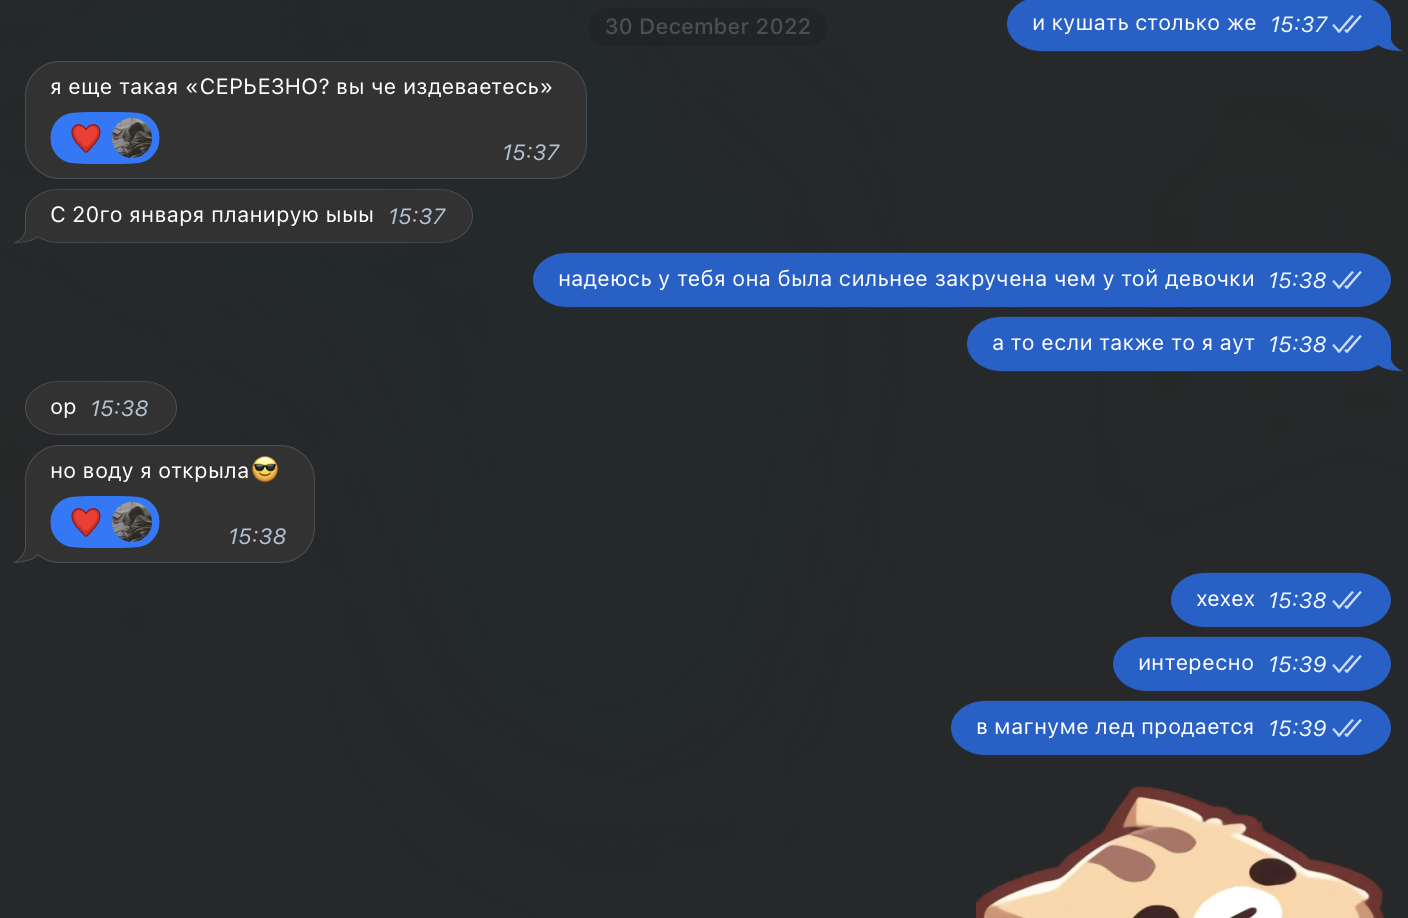 30 December 2022
и кушать столько же 15:37
я еще такая «СЕРЬЕЗНО? вы че издеваетесь»
15:37
С 20го января планирую ыыы 15:37
надеюсь у тебя она была сильнее закручена чем у той девочки 15:38
а то если также то я аут 15:38
ор 15:38
но воду я открыла😎
15:38
хехех 15:38
интересно 15:39
в магнуме лед продается 15:39